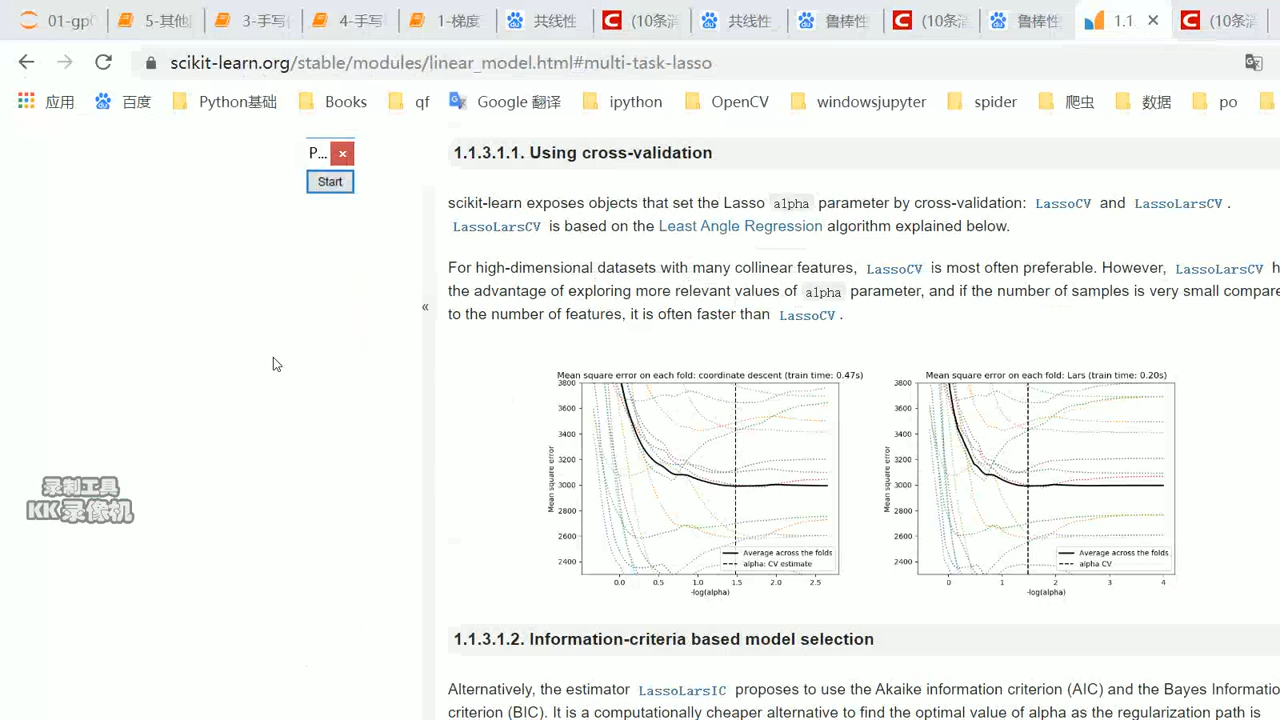 01-gp
5-其他
3-手写
4-手写
1-梯度
共线性
(10条消
共线性
鲁棒性
(10条消
鲁棒性
1.1.
(10条消
scikit-learn.org/stable/modules/linear_model.html#multi-task-lasso
应用 百度 Python基础 Books qf Google 翻译 ipython OpenCV windowsjupyter spider 爬虫 数据 po
P...
Start
«
1.1.3.1.1. Using cross-validation
scikit-learn exposes objects that set the Lasso alpha parameter by cross-validation: LassoCV and LassoLarsCV .
LassoLarsCV is based on the Least Angle Regression algorithm explained below.
For high-dimensional datasets with many collinear features, LassoCV is most often preferable. However, LassoLarsCV h
the advantage of exploring more relevant values of alpha parameter, and if the number of samples is very small compare
to the number of features, it is often faster than LassoCV .
Mean square error on each fold: coordinate descent (train time: 0.47s)
3800
3600
3400
3200
3000
2800
2600
2400
Mean square error
Average across the folds
alpha: CV estimate
0.0 0.5 1.0 1.5 2.0 2.5
-log(alpha)
Mean square error on each fold: Lars (train time: 0.20s)
3800
3600
3400
3200
3000
2800
2600
2400
Mean square error
Average across the folds
alpha CV
0 1 2 3 4
-log(alpha)
录制工具
KK 录像机
1.1.3.1.2. Information-criteria based model selection
Alternatively, the estimator LassoLarsIC proposes to use the Akaike information criterion (AIC) and the Bayes Informatio
criterion (BIC). It is a computationally cheaper alternative to find the optimal value of alpha as the regularization path is